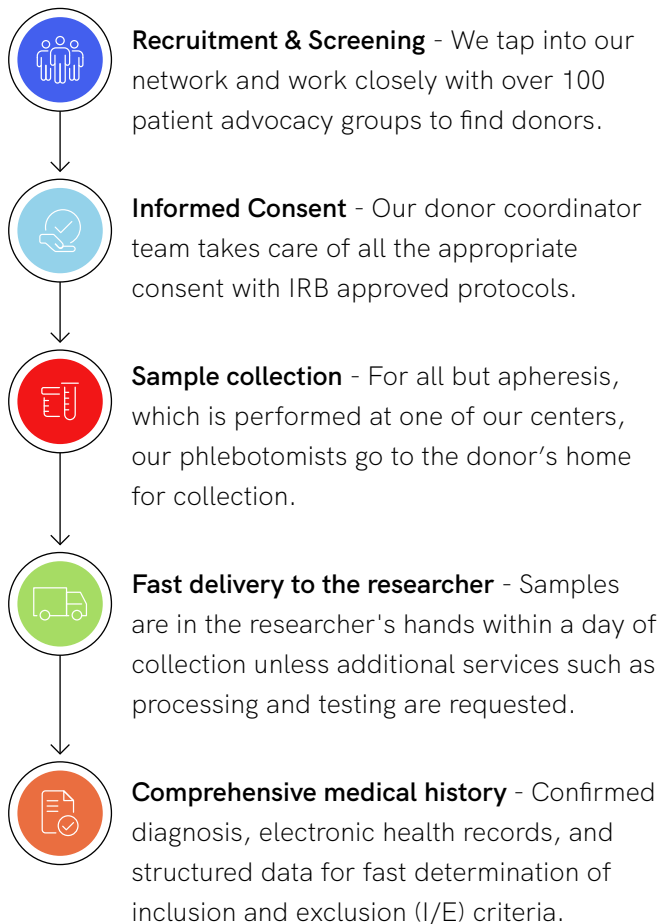 Recruitment & Screening - We tap into our
network and work closely with over 100
patient advocacy groups to find donors.
Informed Consent - Our donor coordinator
team takes care of all the appropriate
consent with IRB approved protocols.
Sample collection - For all but apheresis,
which is performed at one of our centers,
our phlebotomists go to the donor’s home
for collection.
Fast delivery to the researcher - Samples
are in the researcher's hands within a day of
collection unless additional services such as
processing and testing are requested.
Comprehensive medical history - Confirmed
diagnosis, electronic health records, and
structured data for fast determination of
inclusion and exclusion (I/E) criteria.